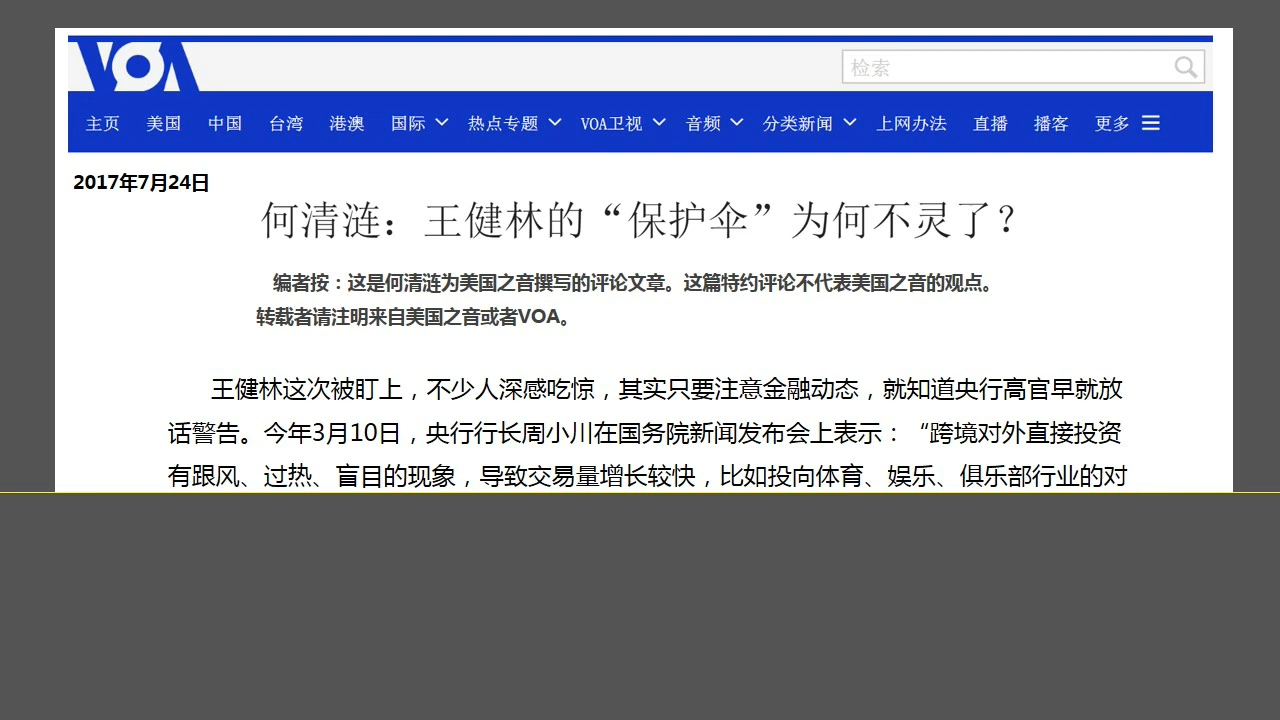 VOA
检索
主页 美国 中国 台湾 港澳 国际 热点专题 VOA卫视 音频 分类新闻 上网办法 直播 播客 更多
2017年7月24日
何清涟：王健林的“保护伞”为何不灵了？
编者按：这是何清涟为美国之音撰写的评论文章。这篇特约评论不代表美国之音的观点。
转载者请注明来自美国之音或者VOA。
王健林这次被盯上，不少人深感吃惊，其实只要注意金融动态，就知道央行高官早就放
话警告。今年3月10日，央行行长周小川在国务院新闻发布会上表示：“跨境对外直接投资
有跟风、过热、盲目的现象，导致交易量增长较快，比如投向体育、娱乐、俱乐部行业的对